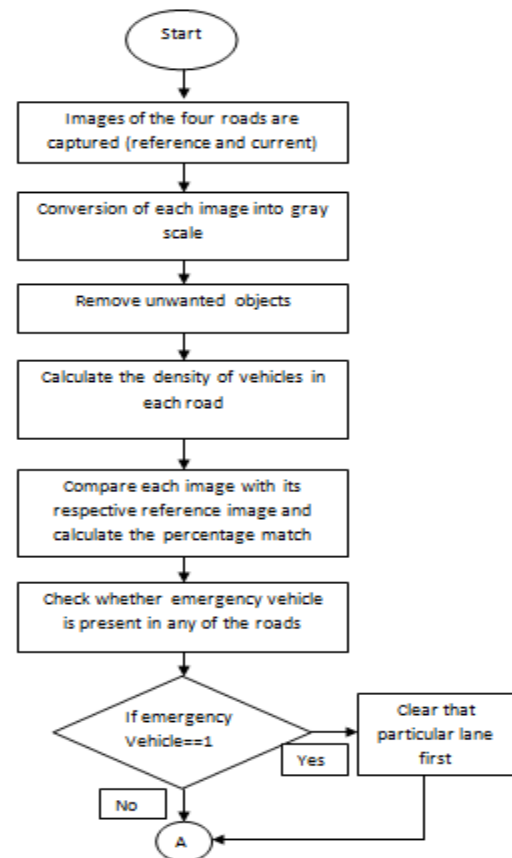 Start
Images of the four roads are
captured (reference and current)
Conversion of each image into gray
scale
Remove unwanted objects
Calculate the density of vehicles in
each road
Compare each image with its
respective reference image and
calculate the percentage match
Check whether emergency vehicle
is present in any of the roads
If emergency
Vehicle==1
Yes
Clear that
particular lane
first
No
A